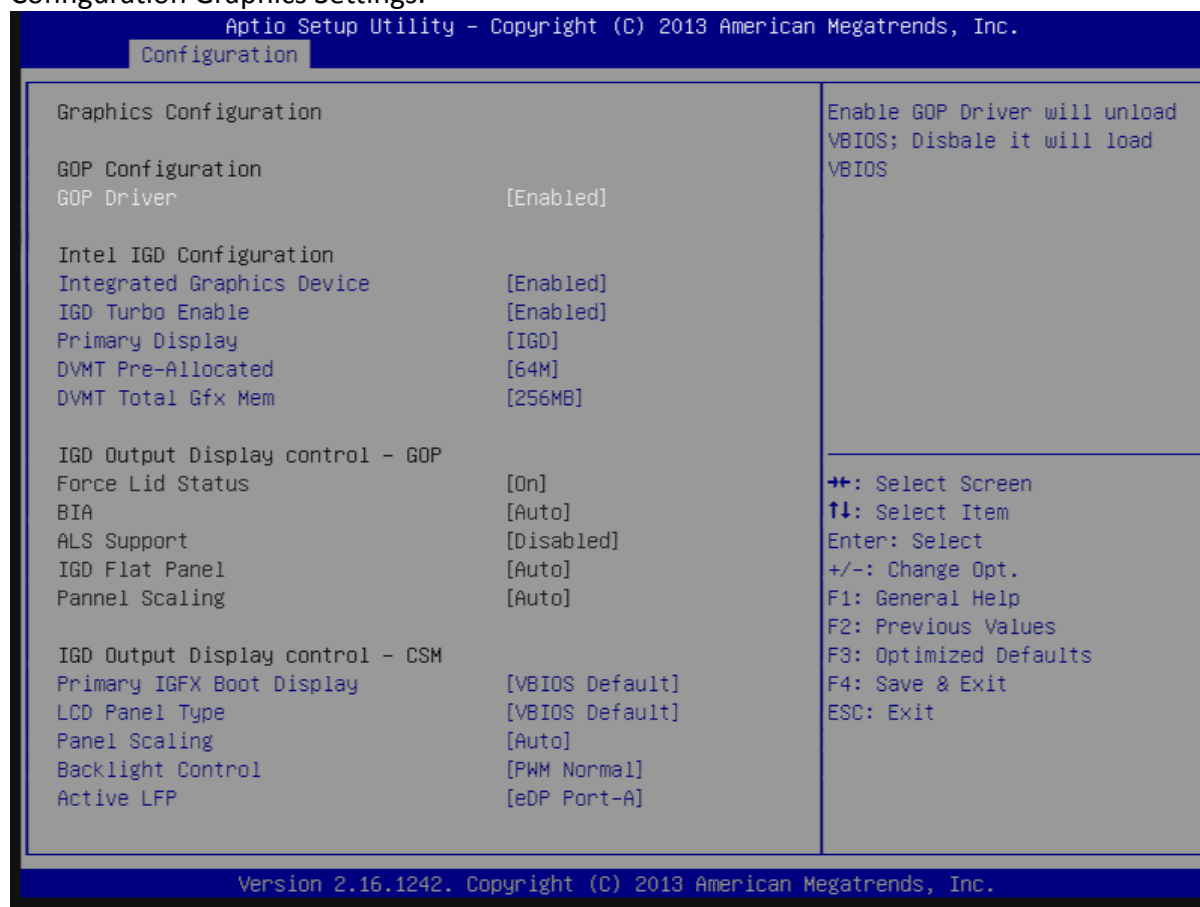 Configuration Graphics Settings:
Aptio Setup Utility – Copyright (C) 2013 American Megatrends, Inc.
Configuration
Graphics Configuration
GOP Configuration
GOP Driver [Enabled]
Intel IGD Configuration
Integrated Graphics Device [Enabled]
IGD Turbo Enable [Enabled]
Primary Display [IGD]
DVMT Pre-Allocated [64M]
DVMT Total Gfx Mem [256MB]
IGD Output Display control – GOP
Force Lid Status [On]
BIA [Auto]
ALS Support [Disabled]
IGD Flat Panel [Auto]
Pannel Scaling [Auto]
IGD Output Display control – CSM
Primary IGFX Boot Display [VBIOS Default]
LCD Panel Type [VBIOS Default]
Panel Scaling [Auto]
Backlight Control [PWM Normal]
Active LFP [eDP Port-A]
Enable GOP Driver will unload
VBIOS; Disbale it will load
VBIOS
→←: Select Screen
↑↓: Select Item
Enter: Select
+/-: Change Opt.
F1: General Help
F2: Previous Values
F3: Optimized Defaults
F4: Save & Exit
ESC: Exit
Version 2.16.1242. Copyright (C) 2013 American Megatrends, Inc.